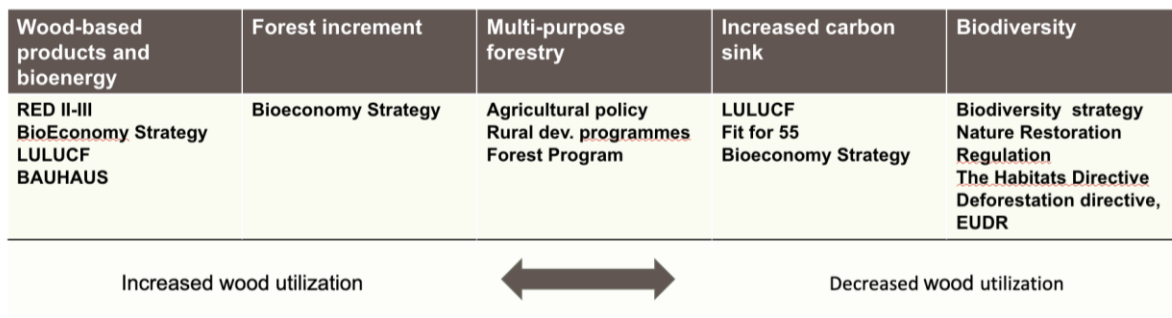 Wood-based
products and
bioenergy
Forest increment
Multi-purpose
forestry
Increased carbon
sink
Biodiversity
RED II-III
BioEconomy Strategy
LULUCF
BAUHAUS
Bioeconomy Strategy
Agricultural policy
Rural dev. programmes
Forest Program
LULUCF
Fit for 55
Bioeconomy Strategy
Biodiversity strategy
Nature Restoration
Regulation
The Habitats Directive
Deforestation directive,
EUDR
Increased wood utilization
Decreased wood utilization